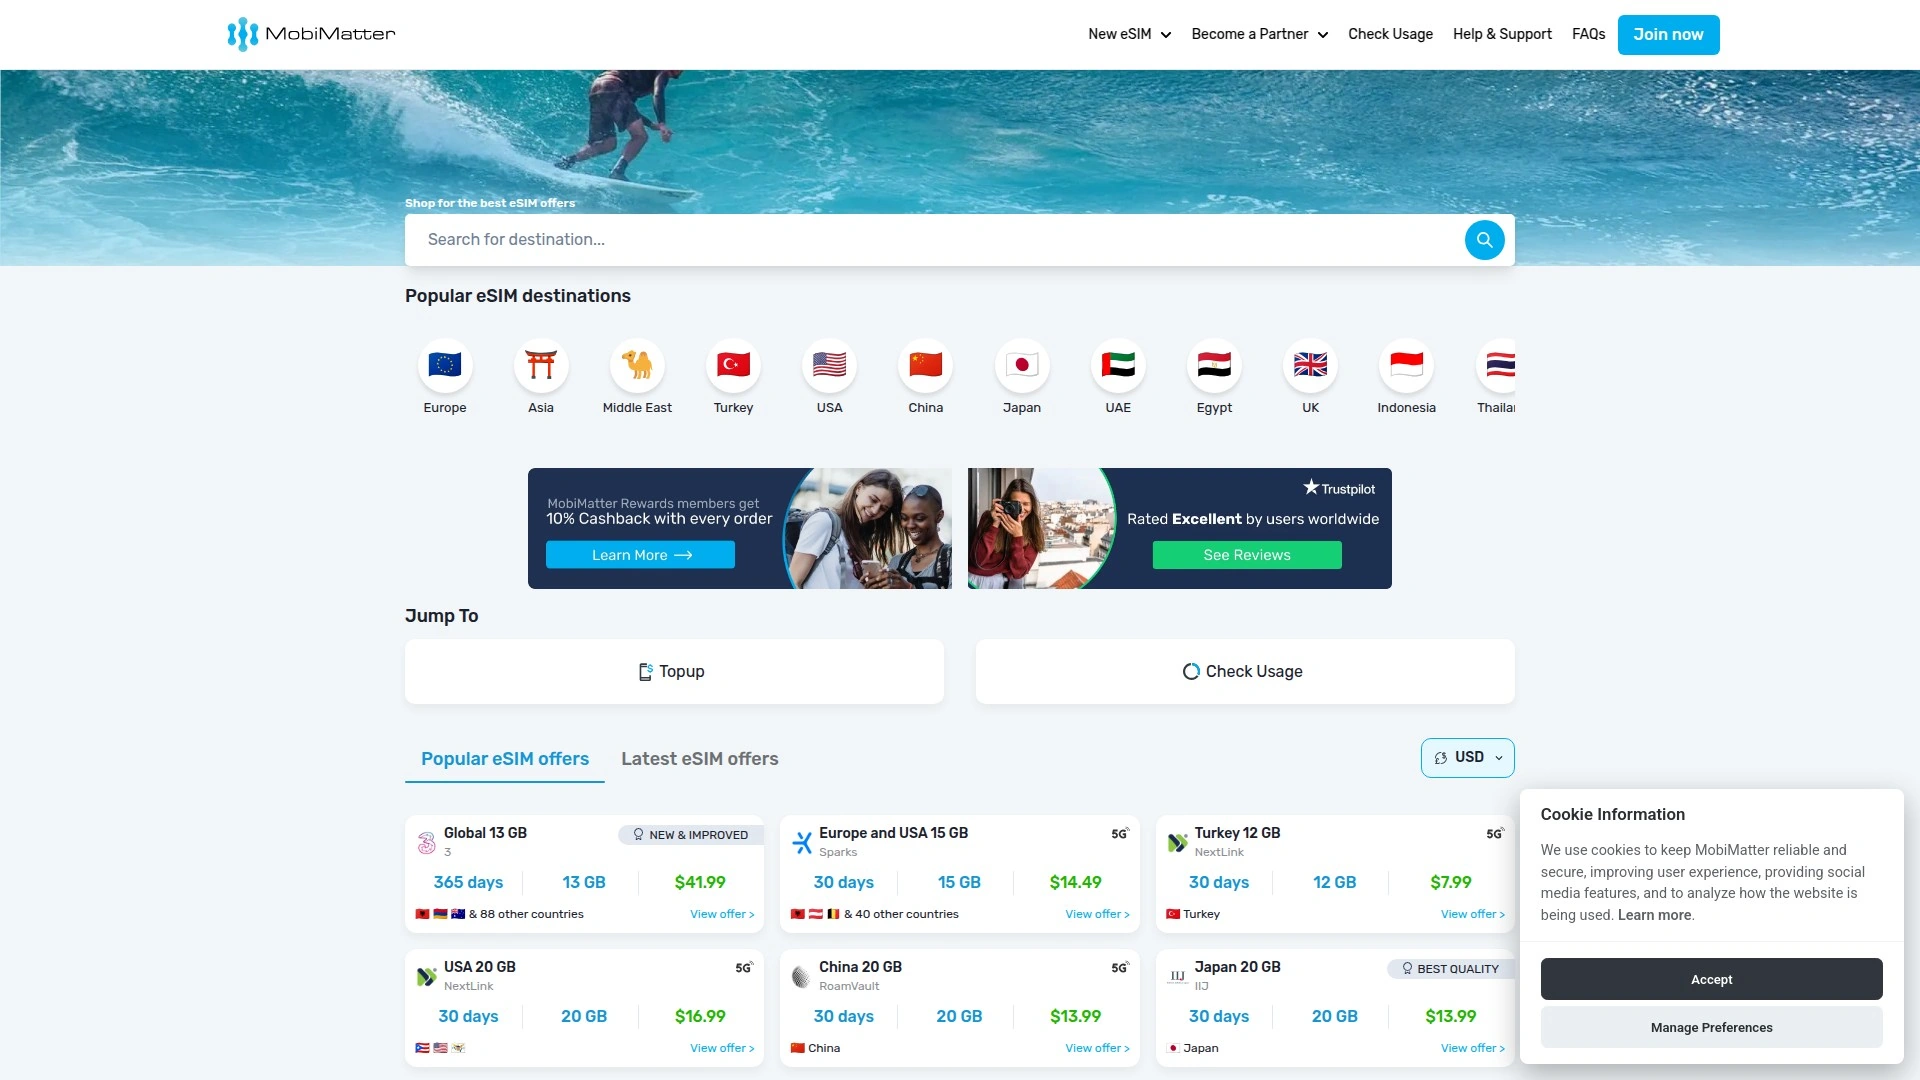 MobiMatter
New eSIM
Become a Partner
Check Usage
Help & Support
FAQs
Join now
Shop for the best eSIM offers
Search for destination...
Popular eSIM destinations
Europe
Asia
Middle East
Turkey
USA
China
Japan
UAE
Egypt
UK
Indonesia
Thailan
MobiMatter Rewards members get
10% Cashback with every order
Learn More
Trustpilot
Rated Excellent by users worldwide
See Reviews
Jump To
Topup
Check Usage
Popular eSIM offers
Latest eSIM offers
USD
Global 13 GB
NEW & IMPROVED
3
365 days
13 GB
$41.99
& 88 other countries
View offer >
Europe and USA 15 GB
5G
Sparks
30 days
15 GB
$14.49
& 40 other countries
View offer >
Turkey 12 GB
5G
NextLink
30 days
12 GB
$7.99
Turkey
View offer >
USA 20 GB
5G
NextLink
30 days
20 GB
$16.99
View offer >
China 20 GB
5G
RoamVault
30 days
20 GB
$13.99
China
View offer >
IIJ
Japan 20 GB
BEST QUALITY
IIJ
30 days
20 GB
$13.99
Japan
View offer >
Cookie Information
We use cookies to keep MobiMatter reliable and
secure, improving user experience, providing social
media features, and to analyze how the website is
being used. Learn more.
Accept
Manage Preferences